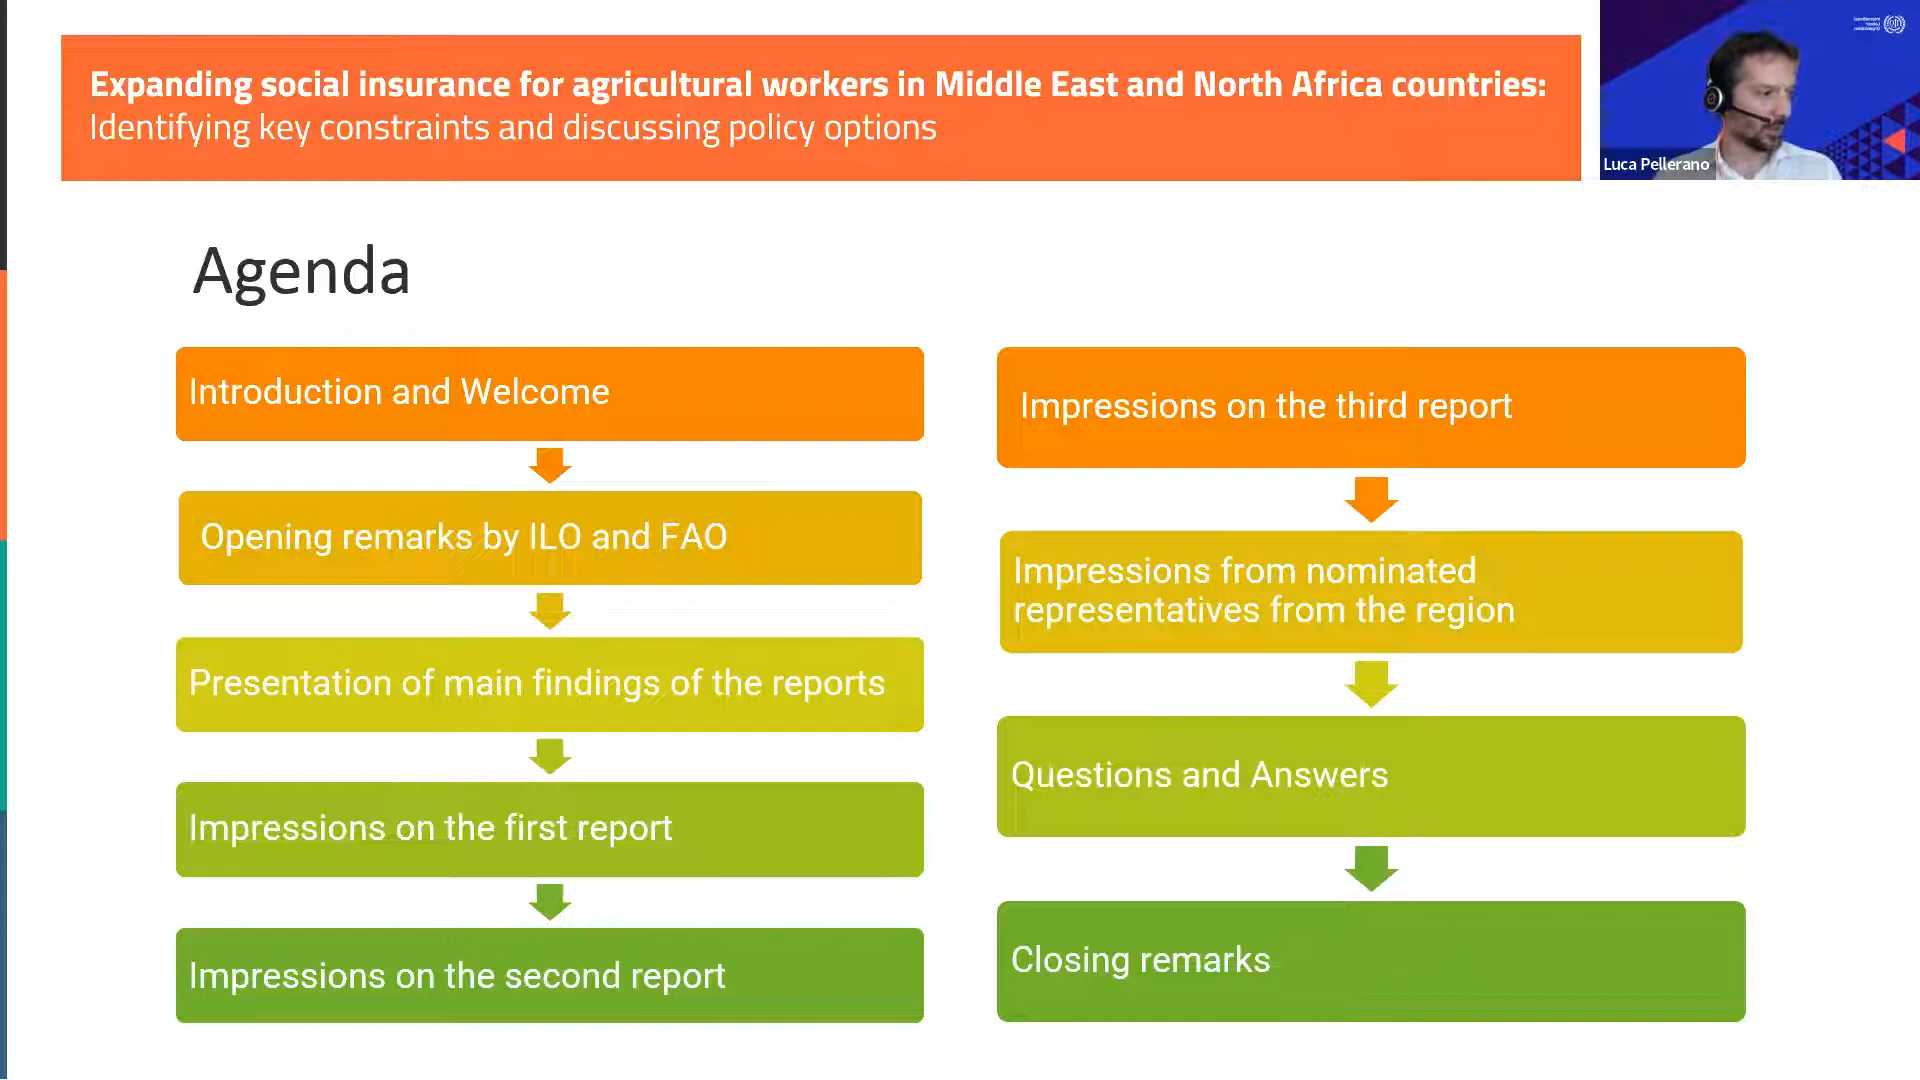 Expanding social insurance for agricultural workers in Middle East and North Africa countries:
Identifying key constraints and discussing policy options
Luca Pellerano
Agenda
Introduction and Welcome
Opening remarks by ILO and FAO
Presentation of main findings of the reports
Impressions on the first report
Impressions on the second report
Impressions on the third report
Impressions from nominated
representatives from the region
Questions and Answers
Closing remarks